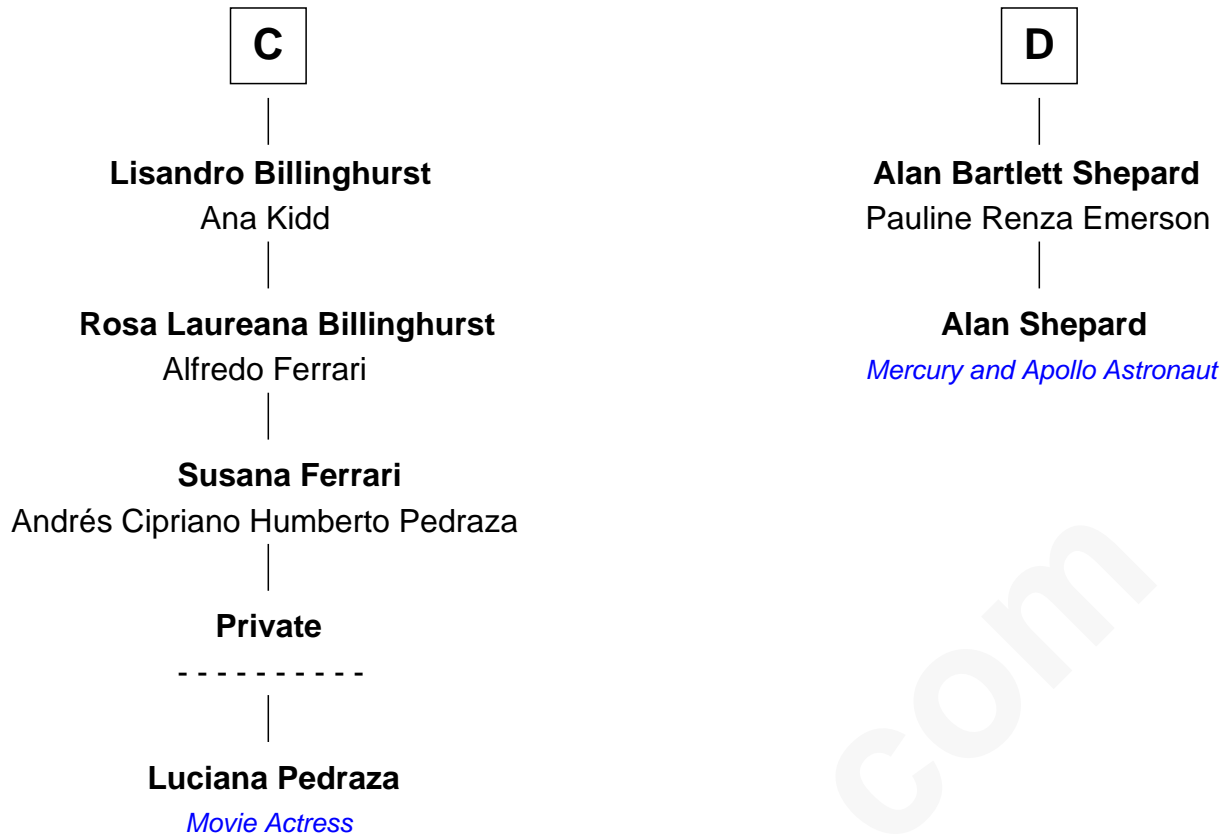 C
Lisandro Billinghurst
Ana Kidd
Rosa Laureana Billinghurst
Alfredo Ferrari
Susana Ferrari
Andrés Cipriano Humberto Pedraza
Private
- - - - - - - - - -
Luciana Pedraza
Movie Actress
D
Alan Bartlett Shepard
Pauline Renza Emerson
Alan Shepard
Mercury and Apollo Astronaut
com